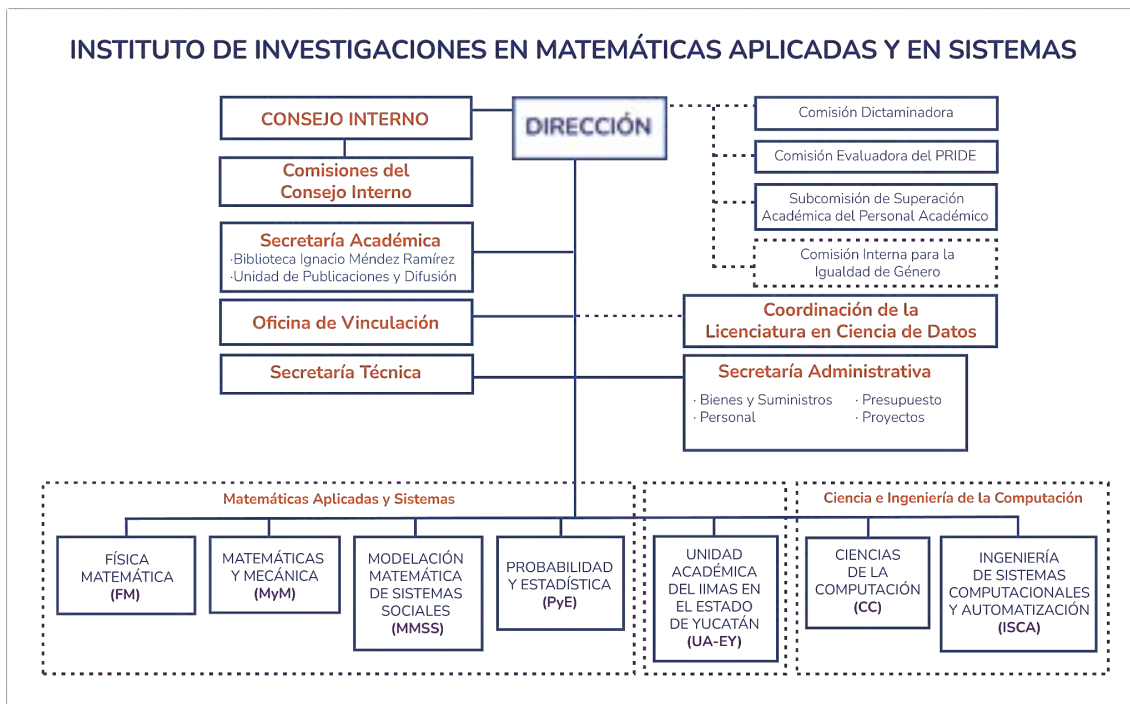 INSTITUTO DE INVESTIGACIONES EN MATEMÁTICAS APLICADAS Y EN SISTEMAS
DIRECCIÓN
CONSEJO INTERNO
Comisiones del
Consejo Interno
Secretaría Académica
·Biblioteca Ignacio Méndez Ramírez
·Unidad de Publicaciones y Difusión
Oficina de Vinculación
Secretaría Técnica
Comisión Dictaminadora
Comisión Evaluadora del PRIDE
Subcomisión de Superación
Académica del Personal Académico
Comisión Interna para la
Igualdad de Género
Coordinación de la
Licenciatura en Ciencia de Datos
Secretaría Administrativa
· Bienes y Suministros
· Personal
· Presupuesto
· Proyectos
Matemáticas Aplicadas y Sistemas
FÍSICA
MATEMÁTICA
(FM)
MATEMÁTICAS
Y MECÁNICA
(MyM)
MODELACIÓN
MATEMÁTICA
DE SISTEMAS
SOCIALES
(MMSS)
PROBABILIDAD
Y ESTADÍSTICA
(PyE)
UNIDAD
ACADÉMICA
DEL IIMAS EN
EL ESTADO
DE YUCATÁN
(UA-EY)
Ciencia e Ingeniería de la Computación
CIENCIAS
DE LA
COMPUTACIÓN
(CC)
INGENIERÍA
DE SISTEMAS
COMPUTACIONALES
Y AUTOMATIZACIÓN
(ISCA)